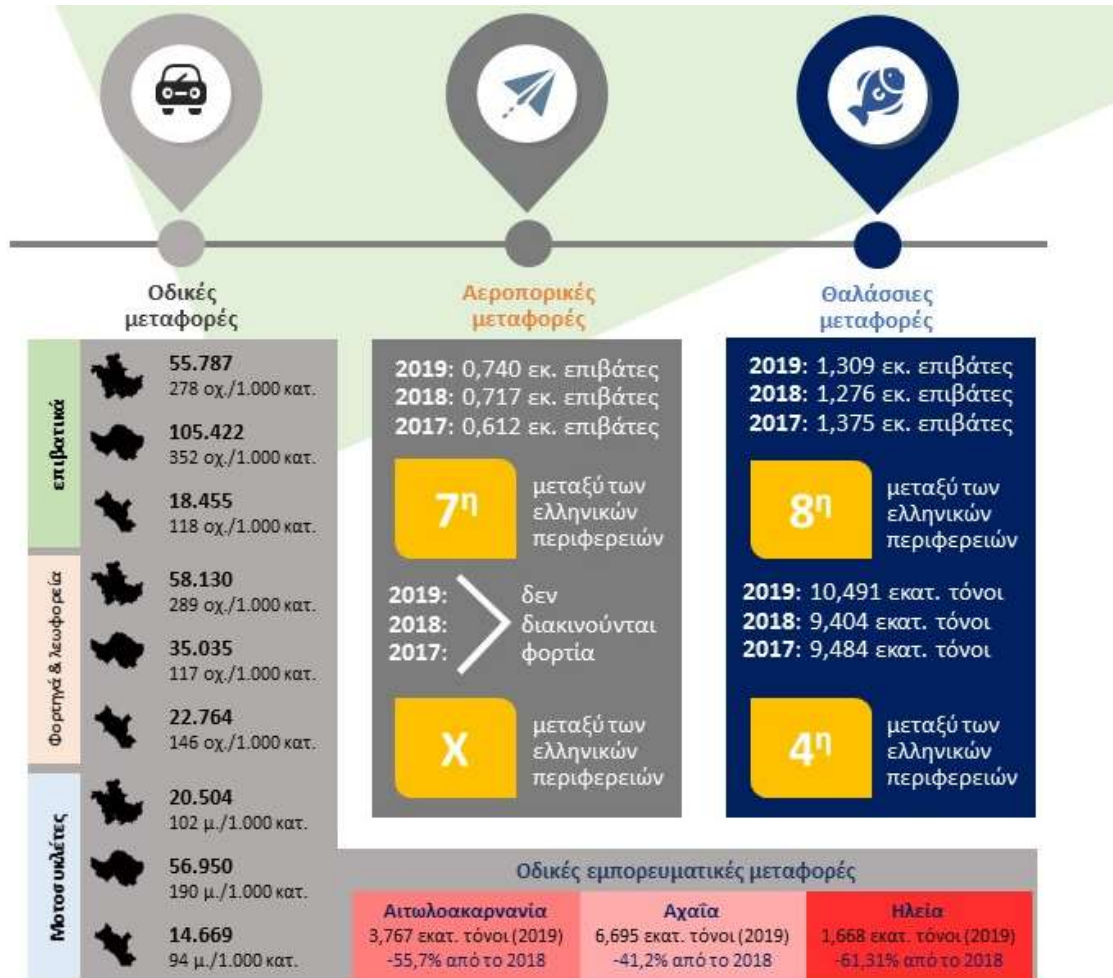 Οδικές
μεταφορές
επιβατικά
55.787
278 οχ./1.000 κατ.
105.422
352 οχ./1.000 κατ.
18.455
118 οχ./1.000 κατ.
Φορτηγά & λεωφορεία
58.130
289 οχ./1.000 κατ.
35.035
117 οχ./1.000 κατ.
22.764
146 οχ./1.000 κατ.
Μοτοσυκλέτες
20.504
102 μ./1.000 κατ.
56.950
190 μ./1.000 κατ.
14.669
94 μ./1.000 κατ.
Αεροπορικές
μεταφορές
2019: 0,740 εκ. επιβάτες
2018: 0,717 εκ. επιβάτες
2017: 0,612 εκ. επιβάτες
7η
μεταξύ των
ελληνικών
περιφερειών
2019:
2018:
2017:
δεν
διακινούνται
φορτία
X
μεταξύ των
ελληνικών
περιφερειών
Θαλάσσιες
μεταφορές
2019: 1,309 εκ. επιβάτες
2018: 1,276 εκ. επιβάτες
2017: 1,375 εκ. επιβάτες
8η
μεταξύ των
ελληνικών
περιφερειών
2019: 10,491 εκατ. τόνοι
2018: 9,404 εκατ. τόνοι
2017: 9,484 εκατ. τόνοι
4η
μεταξύ των
ελληνικών
περιφερειών
Οδικές εμπορευματικές μεταφορές
Αιτωλοακαρνανία
3,767 εκατ. τόνοι (2019)
-55,7% από το 2018
Αχαΐα
6,695 εκατ. τόνοι (2019)
-41,2% από το 2018
Ηλεία
1,668 εκατ. τόνοι (2019)
-61,31% από το 2018